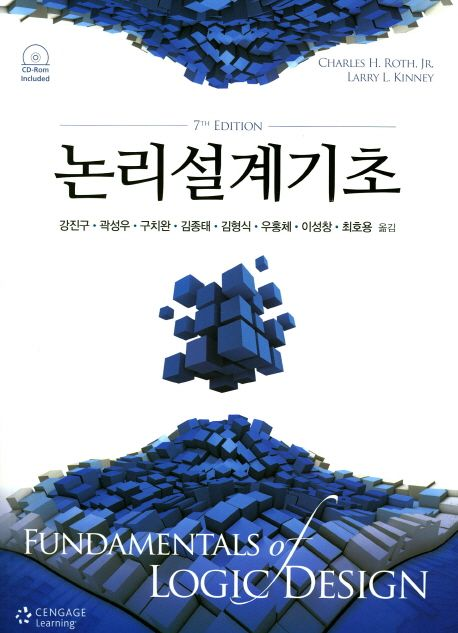 CD-Rom
Included
CHARLES H. ROTH, JR.
LARRY L. KINNEY
7TH EDITION
논리설계기초
강진구 • 곽성우 • 구치완 • 김종태 • 김형식 • 우홍체 • 이성창 • 최호용 옮김
FUNDAMENTALS of
LOGIC DESIGN
CENGAGE
Learning